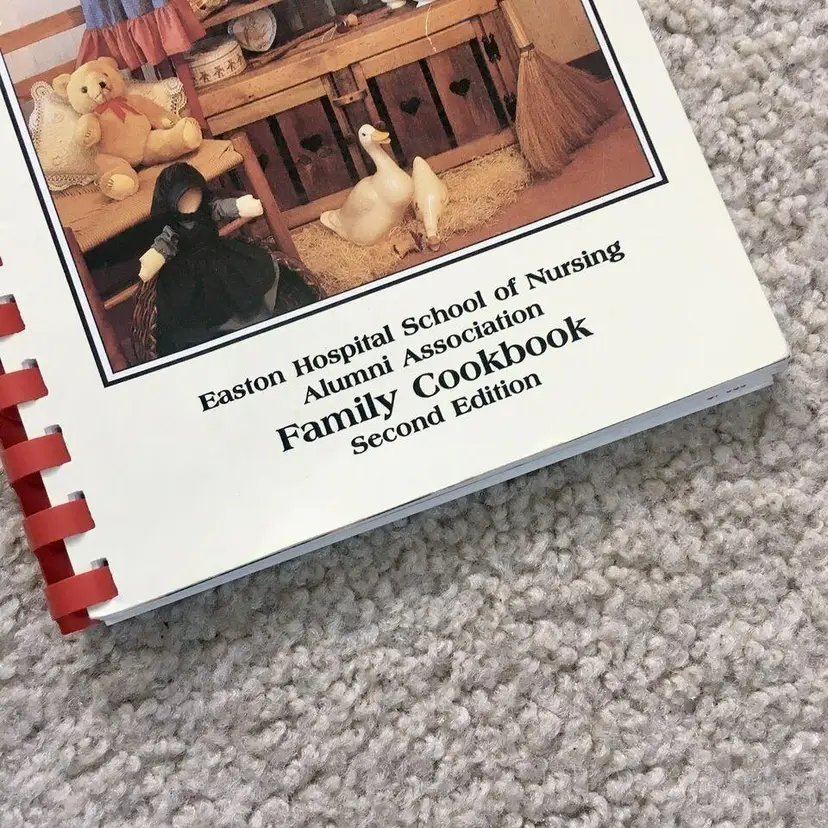 Easton Hospital School of Nursing
Alumni Association
Family Cookbook
Second Edition